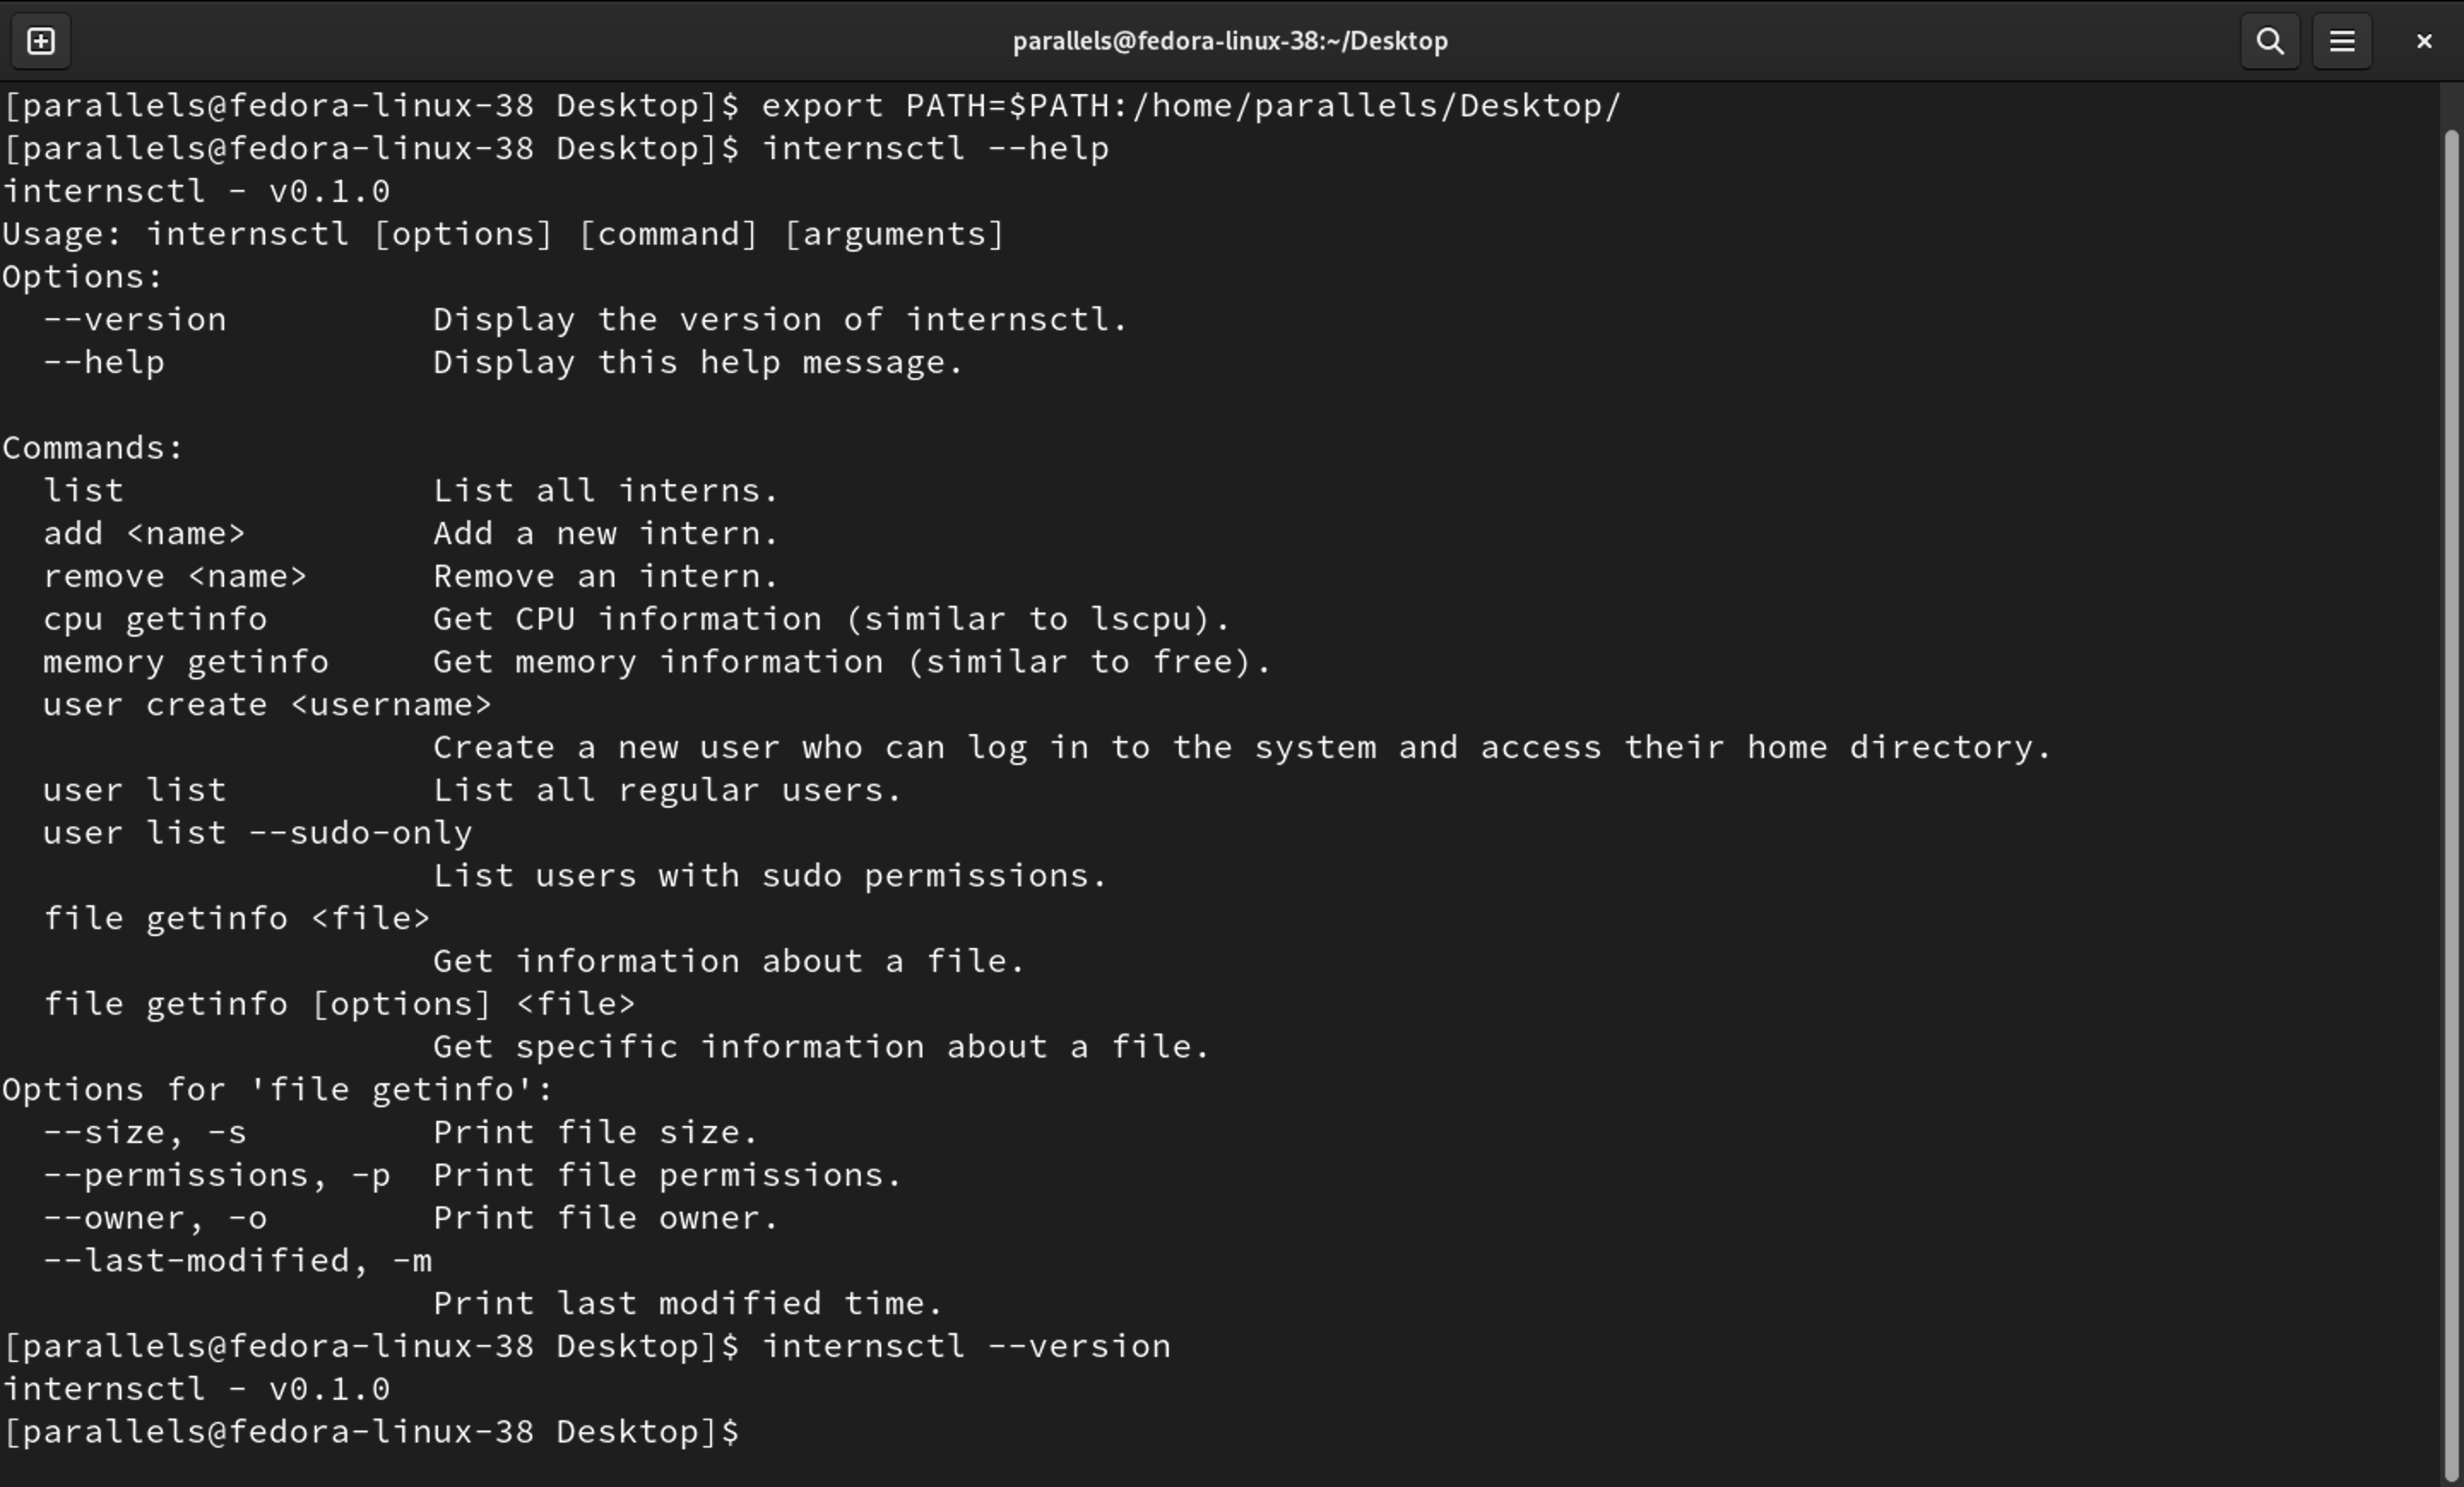 parallels@fedora-linux-38:~/Desktop
[parallels@fedora-linux-38 Desktop]$ export PATH=$PATH:/home/parallels/Desktop/
[parallels@fedora-linux-38 Desktop]$ internsctl --help
internsctl - v0.1.0
Usage: internsctl [options] [command] [arguments]
Options:
  --version          Display the version of internsctl.
  --help             Display this help message.

Commands:
  list               List all interns.
  add <name>         Add a new intern.
  remove <name>      Remove an intern.
  cpu getinfo        Get CPU information (similar to lscpu).
  memory getinfo     Get memory information (similar to free).
  user create <username>
                     Create a new user who can log in to the system and access their home directory.
  user list          List all regular users.
  user list --sudo-only
                     List users with sudo permissions.
  file getinfo <file>
                     Get information about a file.
  file getinfo [options] <file>
                     Get specific information about a file.
Options for 'file getinfo':
  --size, -s         Print file size.
  --permissions, -p  Print file permissions.
  --owner, -o        Print file owner.
  --last-modified, -m
                     Print last modified time.
[parallels@fedora-linux-38 Desktop]$ internsctl --version
internsctl - v0.1.0
[parallels@fedora-linux-38 Desktop]$